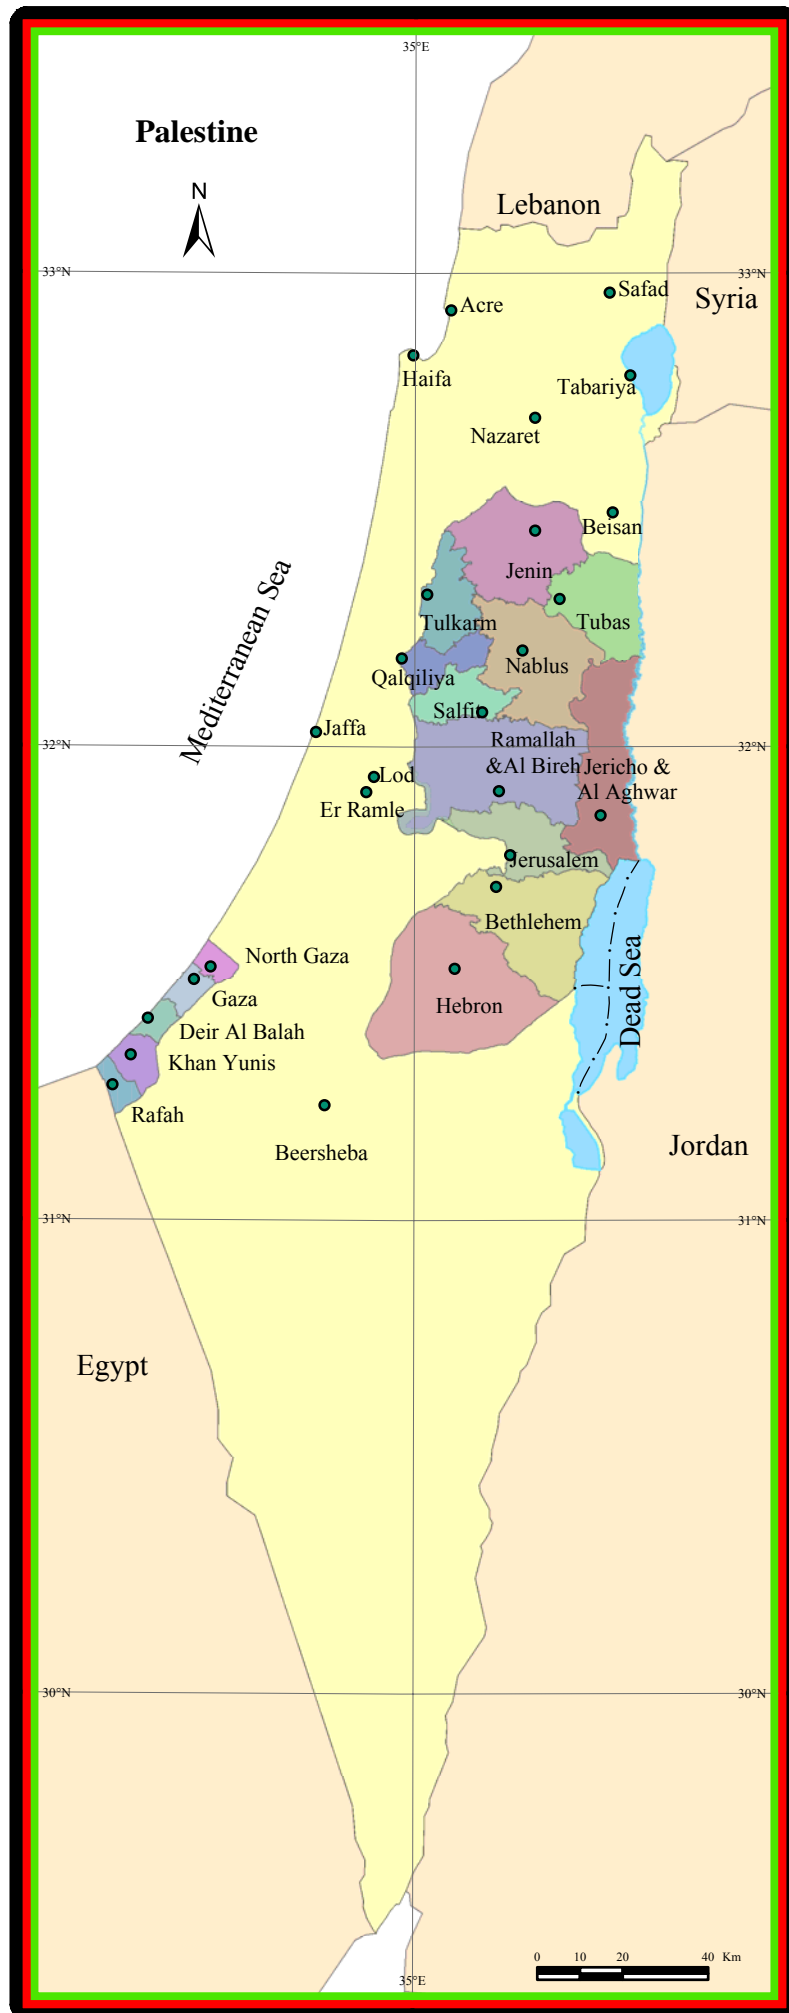 35°E
Palestine
N
Lebanon
33°N
33°N
Safad
Syria
Acre
Haifa
Tabariya
Nazaret
Beisan
Jenin
Mediterranean Sea
Tulkarm
Tubas
Nablus
Qalqiliya
Salfit
Jaffa
32°N
32°N
Ramallah
&Al Bireh
Jericho &
Al Aghwar
Lod
Er Ramle
Jerusalem
Bethlehem
North Gaza
Gaza
Hebron
Dead Sea
Deir Al Balah
Khan Yunis
Rafah
Beersheba
Jordan
31°N
31°N
Egypt
30°N
30°N
0 10 20 40 Km
35°E